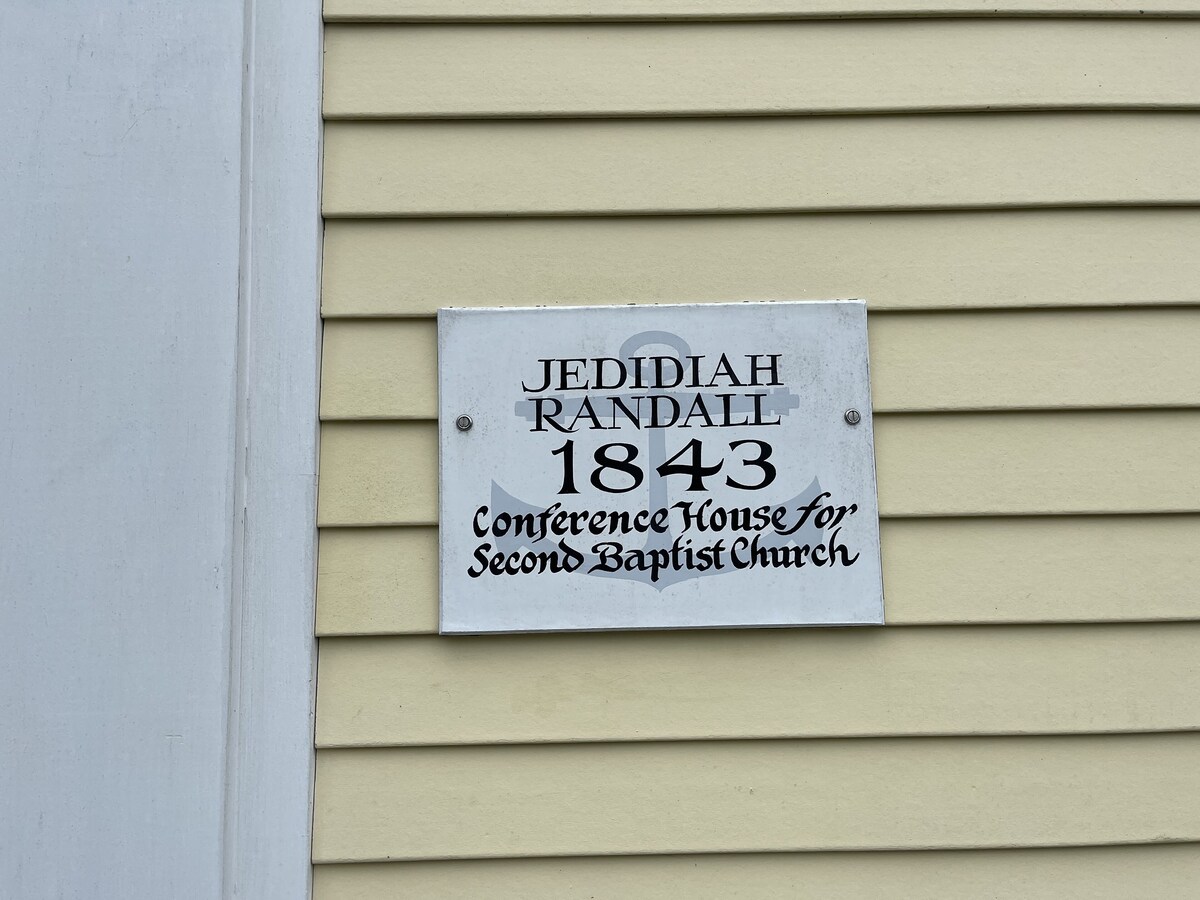 JEDIDIAH
RANDALL
1843
Conference House for
Second Baptist Church